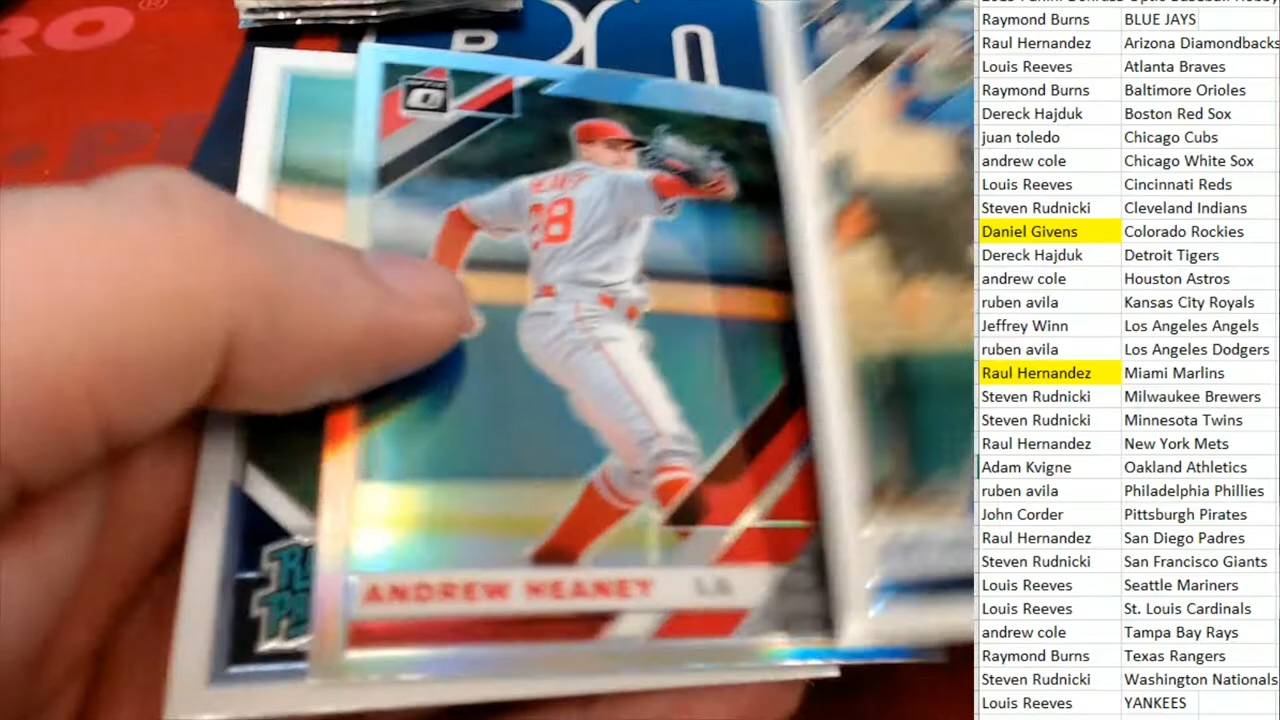 RO®
ANDREW HEANEY LA
28
Raymond Burns BLUE JAYS
Raul Hernandez Arizona Diamondbacks
Louis Reeves Atlanta Braves
Raymond Burns Baltimore Orioles
Dereck Hajduk Boston Red Sox
juan toledo Chicago Cubs
andrew cole Chicago White Sox
Louis Reeves Cincinnati Reds
Steven Rudnicki Cleveland Indians
Daniel Givens Colorado Rockies
Dereck Hajduk Detroit Tigers
andrew cole Houston Astros
ruben avila Kansas City Royals
Jeffrey Winn Los Angeles Angels
ruben avila Los Angeles Dodgers
Raul Hernandez Miami Marlins
Steven Rudnicki Milwaukee Brewers
Steven Rudnicki Minnesota Twins
Raul Hernandez New York Mets
Adam Kvigne Oakland Athletics
ruben avila Philadelphia Phillies
John Corder Pittsburgh Pirates
Raul Hernandez San Diego Padres
Steven Rudnicki San Francisco Giants
Louis Reeves Seattle Mariners
Louis Reeves St. Louis Cardinals
andrew cole Tampa Bay Rays
Raymond Burns Texas Rangers
Steven Rudnicki Washington Nationals
Louis Reeves YANKEES